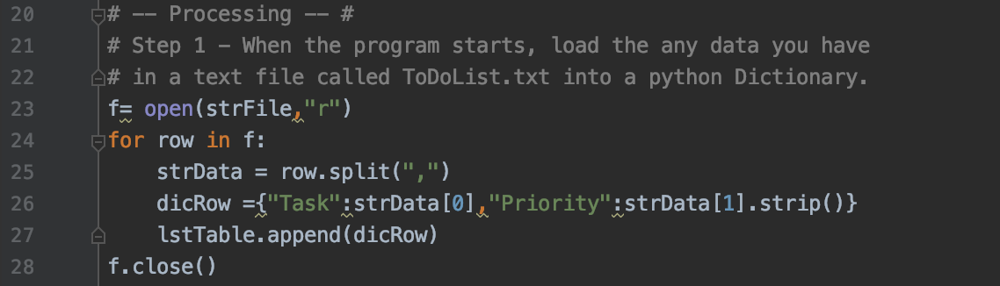 20 # -- Processing -- #
21 # Step 1 - When the program starts, load the any data you have
22 # in a text file called ToDoList.txt into a python Dictionary.
23 f= open(strFile,"r")
24 for row in f:
25     strData = row.split(",")
26     dicRow ={"Task":strData[0],"Priority":strData[1].strip()}
27     lstTable.append(dicRow)
28 f.close()